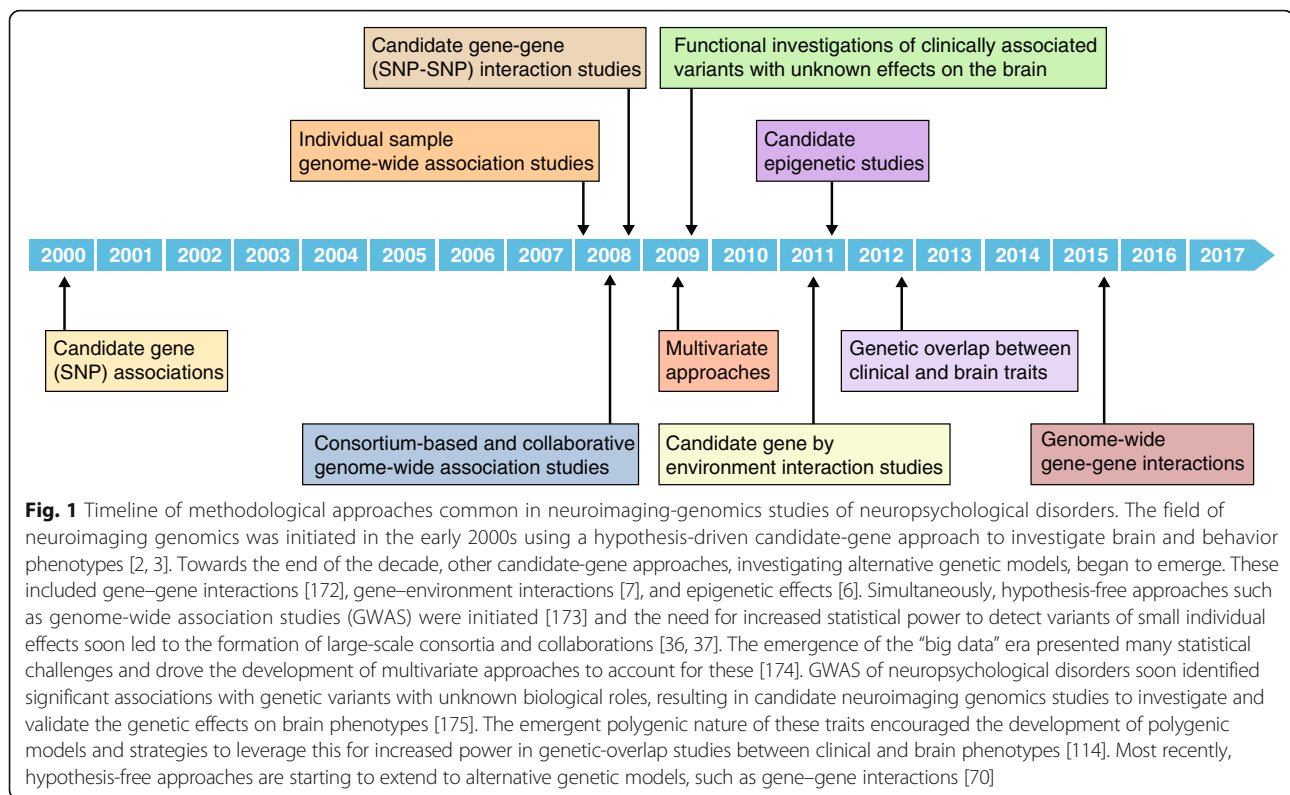 Candidate gene-gene
(SNP-SNP) interaction studies
Functional investigations of clinically associated
variants with unknown effects on the brain
Individual sample
genome-wide association studies
Candidate
epigenetic studies
2000 2001 2002 2003 2004 2005 2006 2007 2008 2009 2010 2011 2012 2013 2014 2015 2016 2017
Candidate gene
(SNP) associations
Multivariate
approaches
Genetic overlap between
clinical and brain traits
Consortium-based and collaborative
genome-wide association studies
Candidate gene by
environment interaction studies
Genome-wide
gene-gene interactions
Fig. 1 Timeline of methodological approaches common in neuroimaging-genomics studies of neuropsychological disorders. The field of
neuroimaging genomics was initiated in the early 2000s using a hypothesis-driven candidate-gene approach to investigate brain and behavior
phenotypes [2, 3]. Towards the end of the decade, other candidate-gene approaches, investigating alternative genetic models, began to emerge. These
included gene–gene interactions [172], gene–environment interactions [7], and epigenetic effects [6]. Simultaneously, hypothesis-free approaches such
as genome-wide association studies (GWAS) were initiated [173] and the need for increased statistical power to detect variants of small individual
effects soon led to the formation of large-scale consortia and collaborations [36, 37]. The emergence of the “big data” era presented many statistical
challenges and drove the development of multivariate approaches to account for these [174]. GWAS of neuropsychological disorders soon identified
significant associations with genetic variants with unknown biological roles, resulting in candidate neuroimaging genomics studies to investigate and
validate the genetic effects on brain phenotypes [175]. The emergent polygenic nature of these traits encouraged the development of polygenic
models and strategies to leverage this for increased power in genetic-overlap studies between clinical and brain phenotypes [114]. Most recently,
hypothesis-free approaches are starting to extend to alternative genetic models, such as gene–gene interactions [70]